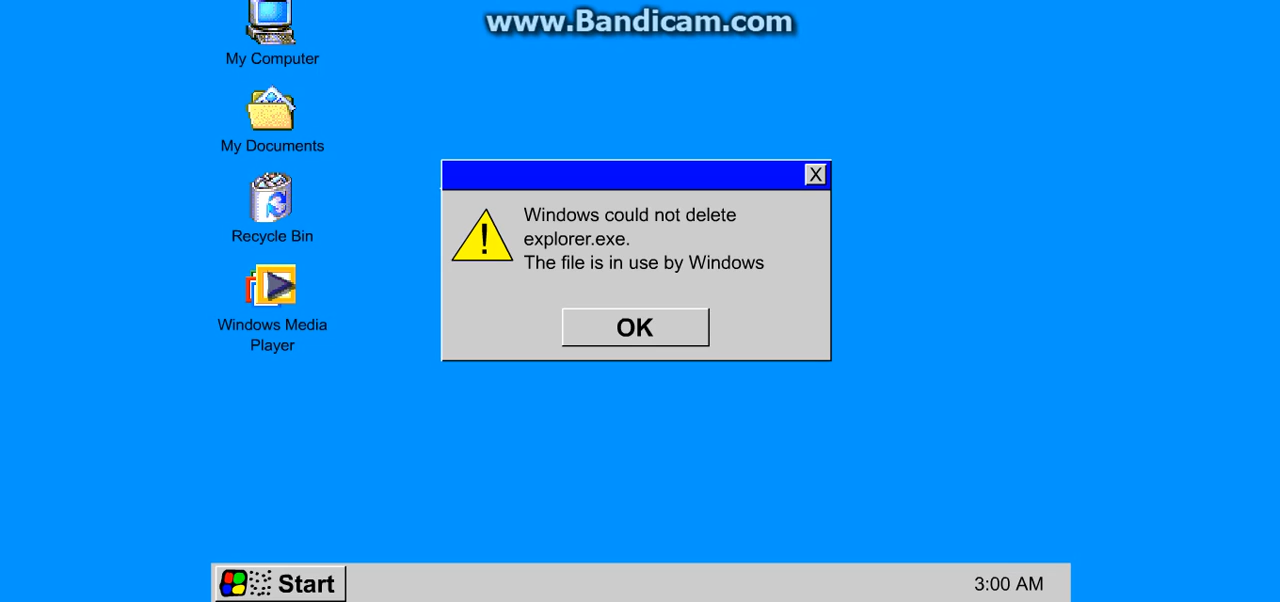 www.Bandicam.com
My Computer
My Documents
Recycle Bin
Windows Media
Player
X
Windows could not delete
explorer.exe.
The file is in use by Windows
OK
Start
3:00 AM